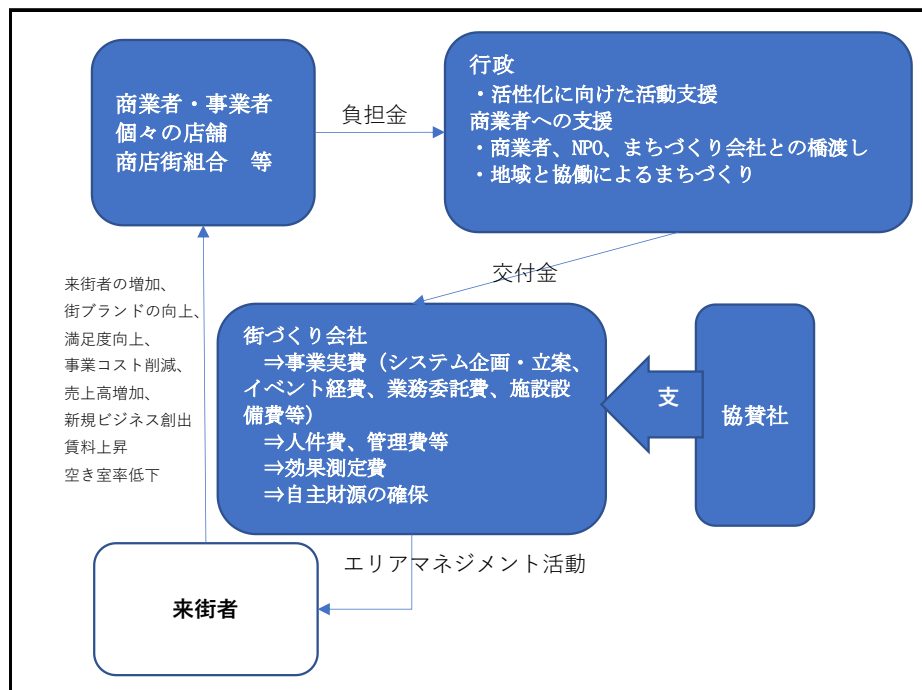 商業者・事業者
個々の店舗
商店街組合　等
負担金
行政
・活性化に向けた活動支援
商業者への支援
・商業者、NPO、まちづくり会社との橋渡し
・地域と協働によるまちづくり
交付金
来街者の増加、
街ブランドの向上、
満足度向上、
事業コスト削減、
売上高増加、
新規ビジネス創出
賃料上昇
空き室率低下
街づくり会社
⇒事業実費（システム企画・立案、
イベント経費、業務委託費、施設設
備費等）
⇒人件費、管理費等
⇒効果測定費
⇒自主財源の確保
支
協賛社
エリアマネジメント活動
来街者